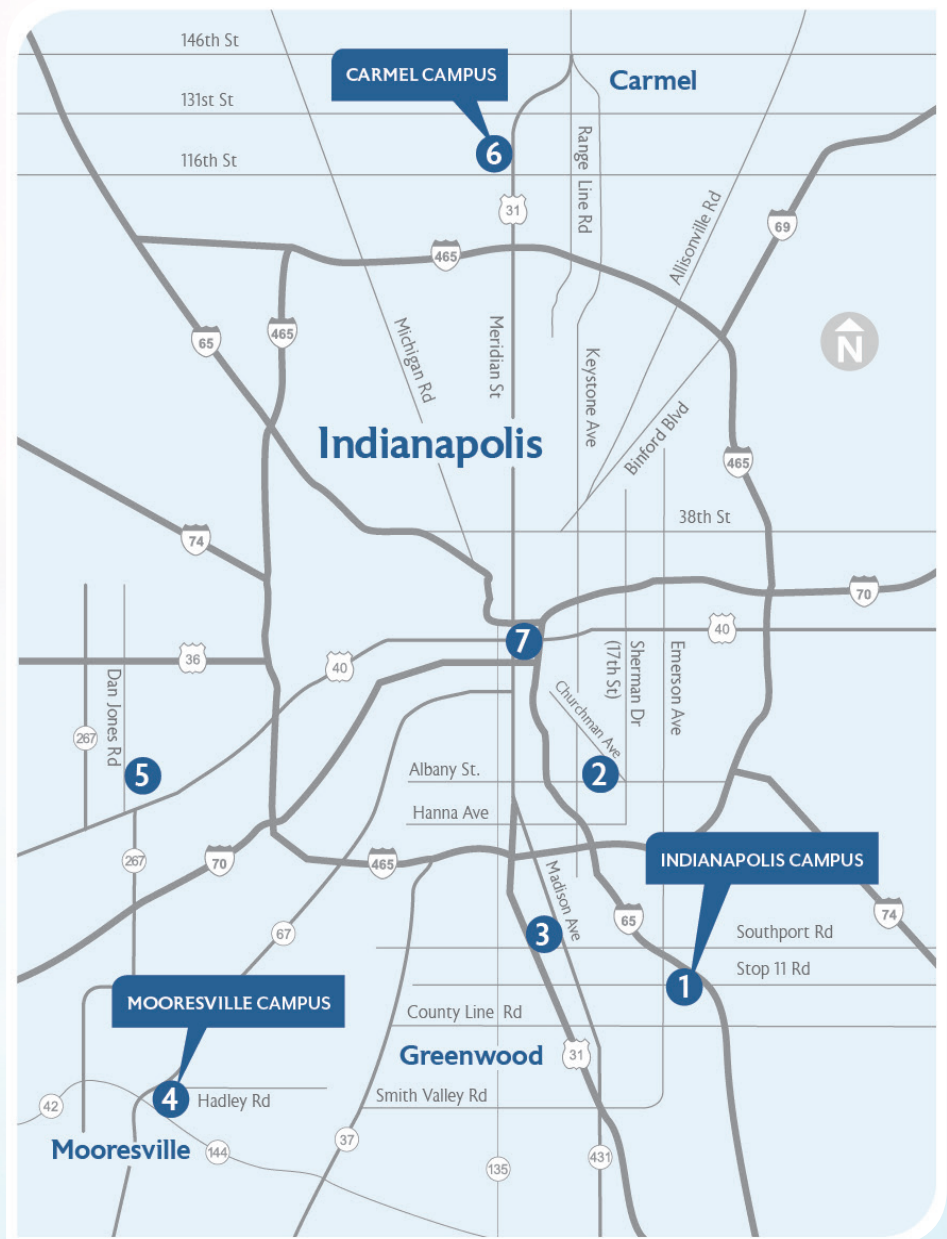 146th St
CARMEL CAMPUS
Carmel
131st St
116th St
6
Range Line Rd
31
Allisonville Rd
69
465
465
65
Michigan Rd
Meridian St
N
Keystone Ave
Indianapolis
Binford Blvd
465
38th St
74
70
7
40
36
40
Sherman Dr
(17th St)
Emerson Ave
Dan Jones Rd
Churchman Ave
267
5
Albany St.
2
Hanna Ave
267
70
465
INDIANAPOLIS CAMPUS
Madison Ave
74
65
67
3
Southport Rd
Stop 11 Rd
1
MOORESVILLE CAMPUS
County Line Rd
Greenwood
31
4
Hadley Rd
Smith Valley Rd
42
Mooresville
144
37
135
431